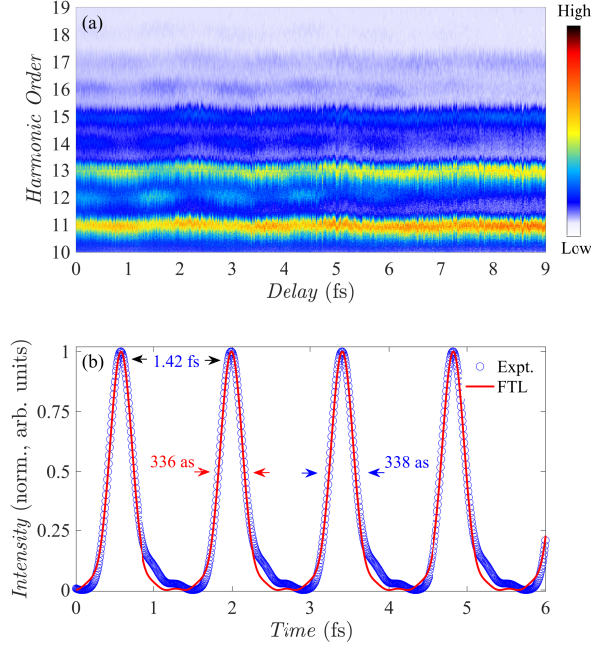 (a)
High
19
18
17
16
15
14
13
12
11
10
Harmonic Order
0 1 2 3 4 5 6 7 8 9
Low
Delay (fs)
(b)
1
0.75
0.5
0.25
0
Intensity (norm., arb. units)
1.42 fs
Expt.
FTL
336 as
338 as
0 1 2 3 4 5 6
Time (fs)